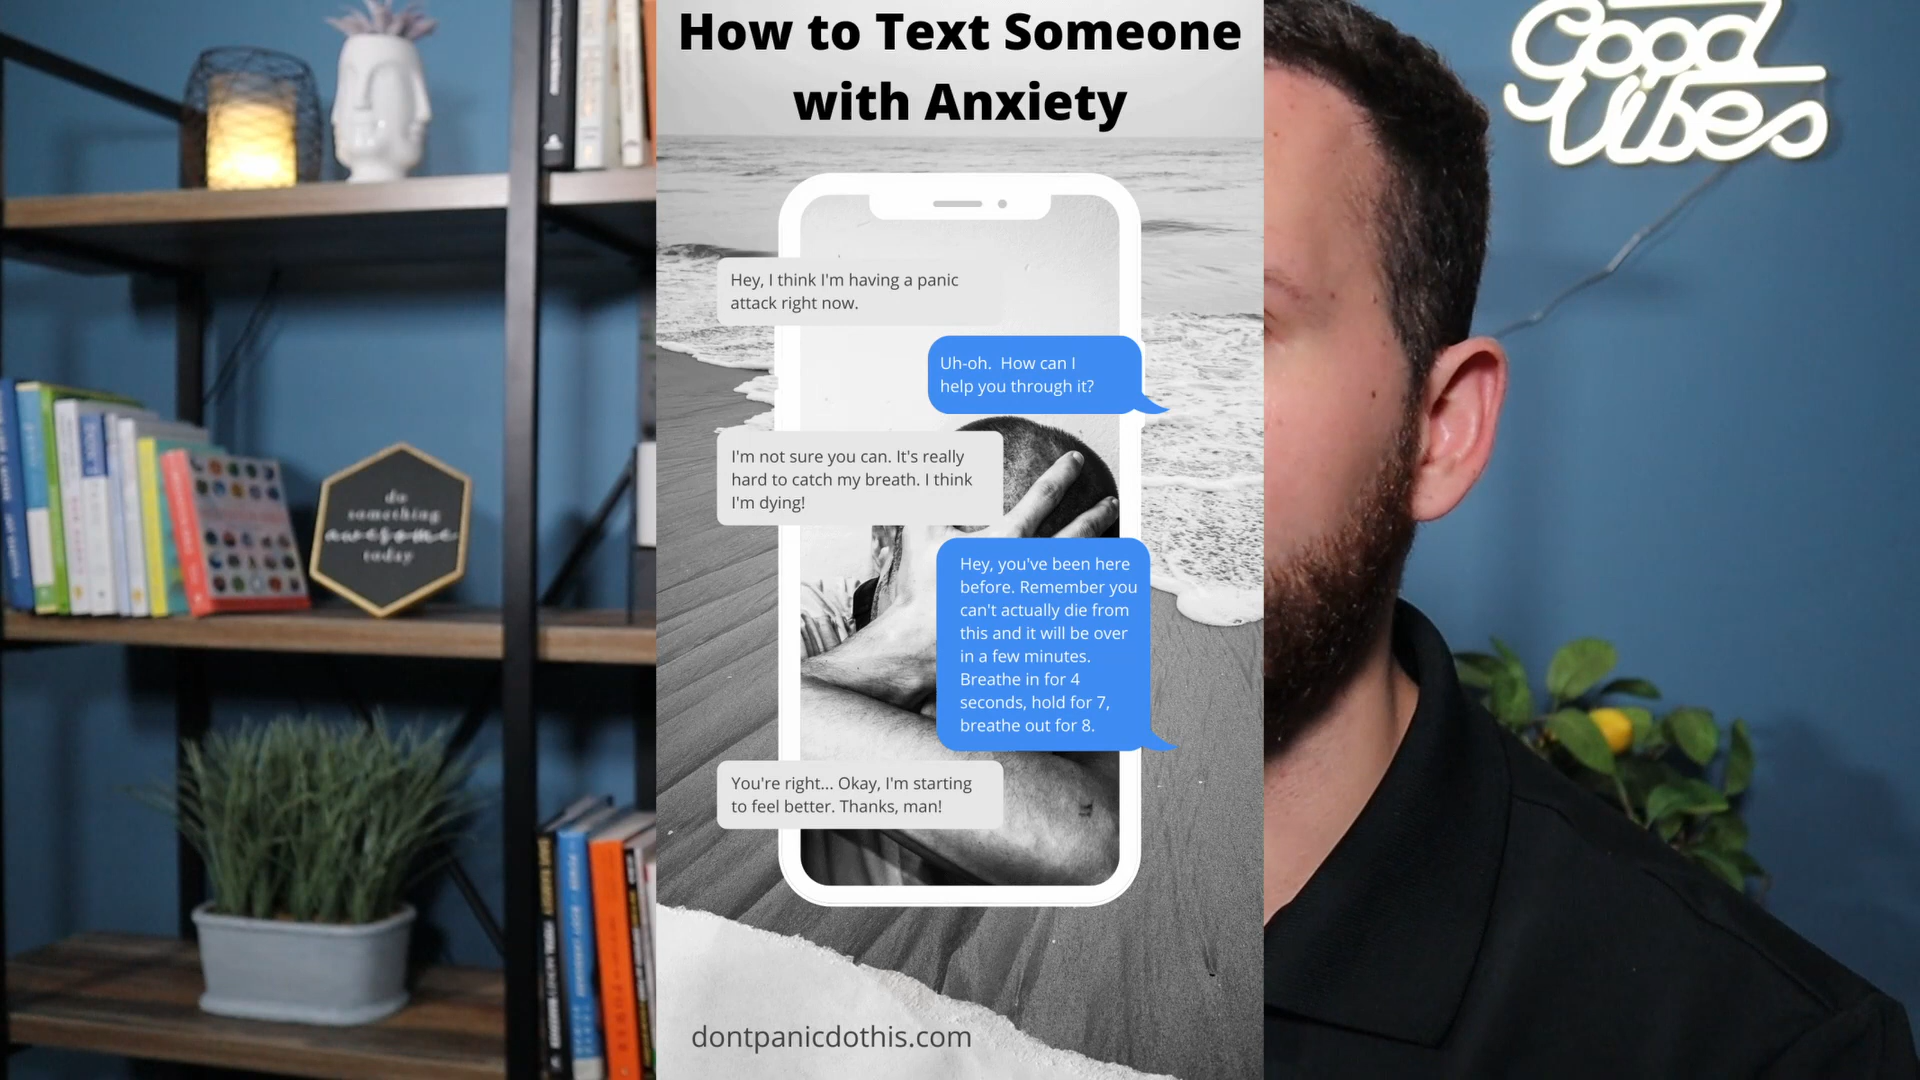 How to Text Someone
with Anxiety
Good
Vibes
Hey, I think I'm having a panic
attack right now.
Uh-oh.  How can I
help you through it?
I'm not sure you can. It's really
hard to catch my breath. I think
I'm dying!
do
something
awesome
today
Hey, you've been here
before. Remember you
can't actually die from
this and it will be over
in a few minutes.
Breathe in for 4
seconds, hold for 7,
breathe out for 8.
You're right... Okay, I'm starting
to feel better. Thanks, man!
dontpanicdothis.com